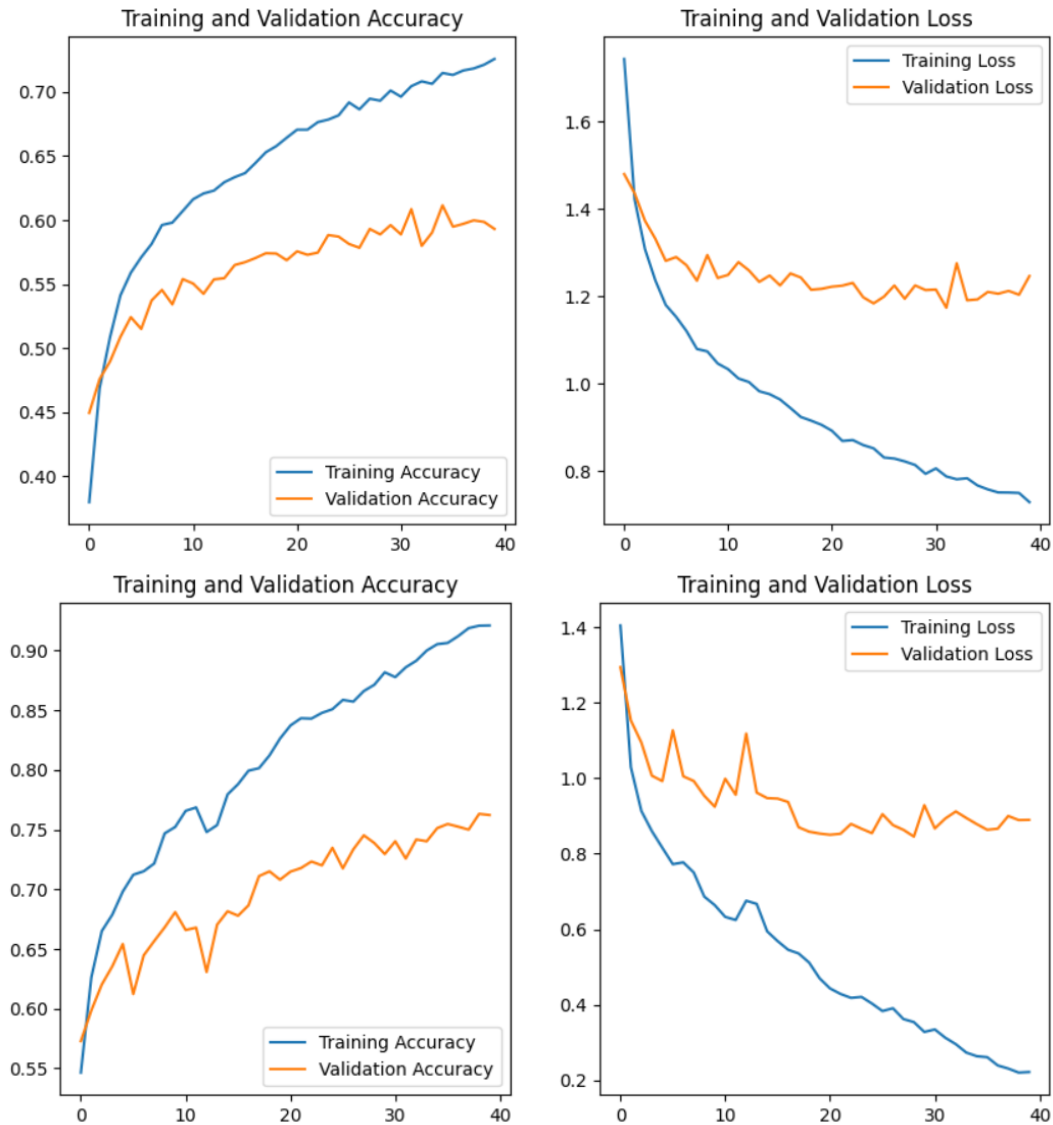 Training and Validation Accuracy
0.70
0.65
0.60
0.55
0.50
0.45
0.40
Training Accuracy
Validation Accuracy
0 10 20 30 40
Training and Validation Loss
Training Loss
Validation Loss
1.6
1.4
1.2
1.0
0.8
0 10 20 30 40
Training and Validation Accuracy
0.90
0.85
0.80
0.75
0.70
0.65
0.60
0.55
Training Accuracy
Validation Accuracy
0 10 20 30 40
Training and Validation Loss
1.4
Training Loss
Validation Loss
1.2
1.0
0.8
0.6
0.4
0.2
0 10 20 30 40